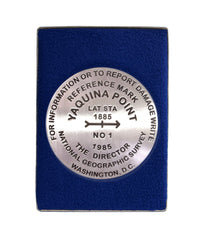 FOR INFORMATION OR TO REPORT DAMAGE WRITE
REFERENCE MARK
YAQUINA POINT
LAT STA
1885
NO 1
1985
THE DIRECTOR
NATIONAL GEOGRAPHIC SURVEY
WASHINGTON, D.C.